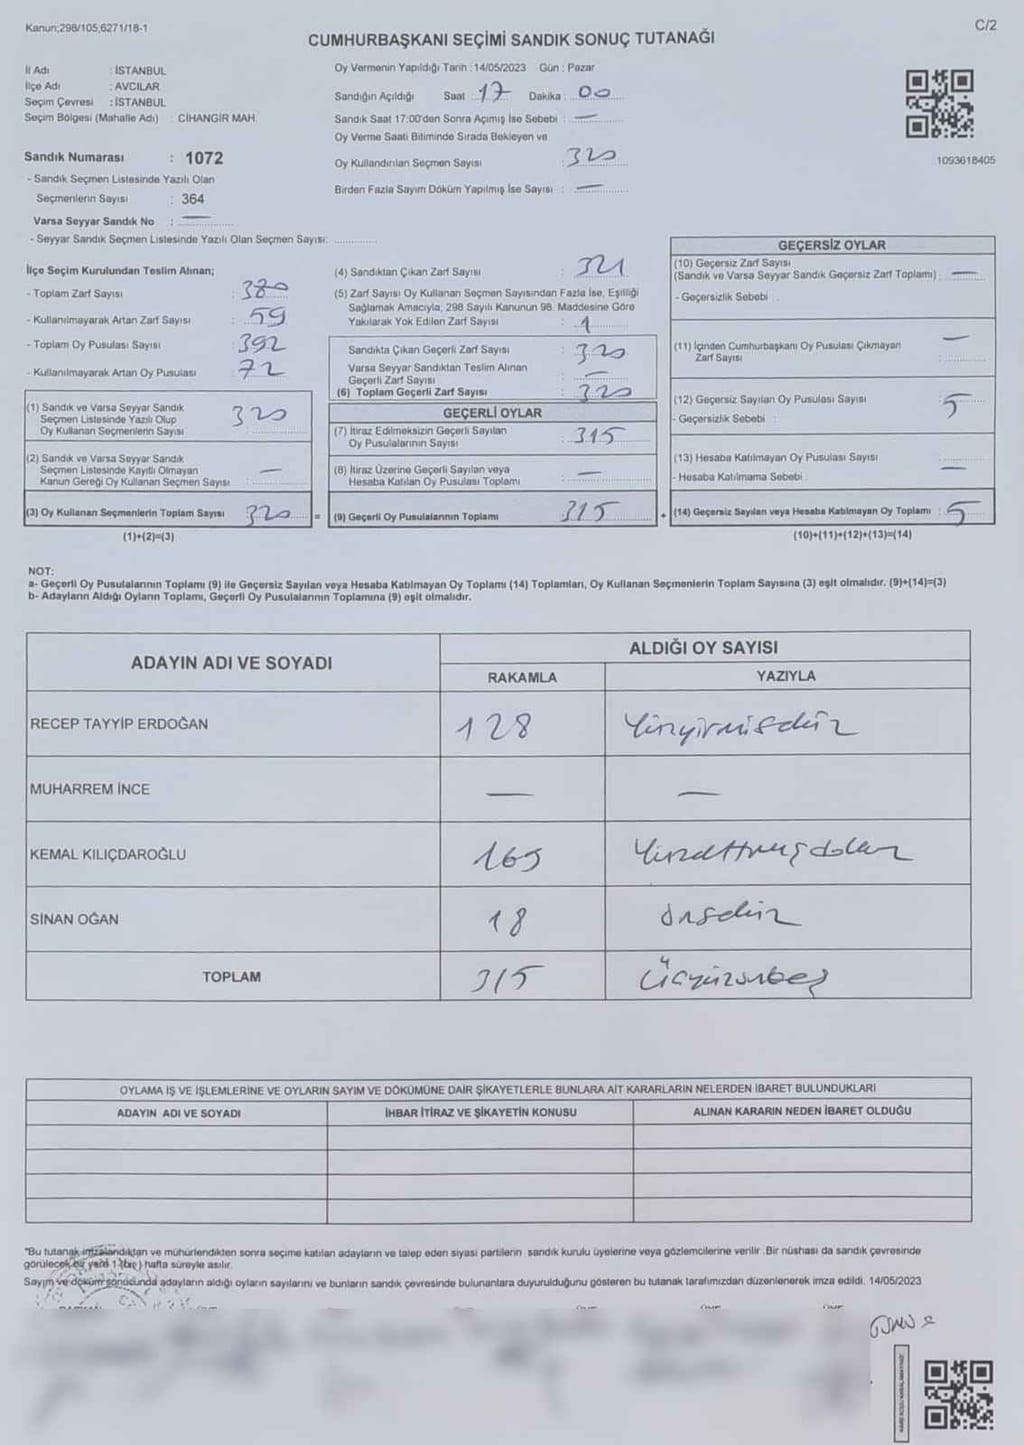 Kanun;298/105,6271/18-1
C/2
CUMHURBAŞKANI SEÇİMİ SANDIK SONUÇ TUTANAĞI
İl Adı : İSTANBUL
İlçe Adı : AVCILAR
Seçim Çevresi : İSTANBUL
Seçim Bölgesi (Mahalle Adı) : CİHANGİR MAH.
Sandık Numarası : 1072
- Sandık Seçmen Listesinde Yazılı Olan
Seçmenlerin Sayısı : 364
Varsa Seyyar Sandık No : —
- Seyyar Sandık Seçmen Listesinde Yazılı Olan Seçmen Sayısı: ..............
Oy Vermenin Yapıldığı Tarih : 14/05/2023 Gün : Pazar
Sandığın Açıldığı Saat : 17 Dakika : 00
Sandık Saat 17:00'den Sonra Açımış İse Sebebi : —
Oy Verme Saati Bitiminde Sırada Bekleyen ve
Oy Kullandırılan Seçmen Sayısı : 320
Birden Fazla Sayım Döküm Yapılmış İse Sayısı : —
1093618405
İlçe Seçim Kurulundan Teslim Alınan;
- Toplam Zarf Sayısı : 380
- Kullanılmayarak Artan Zarf Sayısı : 59
- Toplam Oy Pusulası Sayısı : 392
- Kullanılmayarak Artan Oy Pusulası : 72
(1) Sandık ve Varsa Seyyar Sandık
Seçmen Listesinde Yazılı Olup
Oy Kullanan Seçmenlerin Sayısı : 320
(2) Sandık ve Varsa Seyyar Sandık
Seçmen Listesinde Kayıtlı Olmayan
Kanun Gereği Oy Kullanan Seçmen Sayısı : —
(3) Oy Kullanan Seçmenlerin Toplam Sayısı : 320 =
(1)+(2)=(3)
(4) Sandıktan Çıkan Zarf Sayısı : 321
(5) Zarf Sayısı Oy Kullanan Seçmen Sayısından Fazla İse, Eşitliği
Sağlamak Amacıyla; 298 Sayılı Kanunun 98. Maddesine Göre
Yakılarak Yok Edilen Zarf Sayısı : 1
Sandıkta Çıkan Geçerli Zarf Sayısı : 320
Varsa Seyyar Sandıktan Teslim Alınan
Geçerli Zarf Sayısı : —
(6) Toplam Geçerli Zarf Sayısı : 320
GEÇERLİ OYLAR
(7) İtiraz Edilmeksizin Geçerli Sayılan
Oy Pusulalarının Sayısı : 315
(8) İtiraz Üzerine Geçerli Sayılan veya
Hesaba Katılan Oy Pusulası Toplamı : —
(9) Geçerli Oy Pusulalarının Toplamı : 315 +
GEÇERSİZ OYLAR
(10) Geçersiz Zarf Sayısı
(Sandık ve Varsa Seyyar Sandık Geçersiz Zarf Toplamı) : —
- Geçersizlik Sebebi :
(11) İçinden Cumhurbaşkanı Oy Pusulası Çıkmayan
Zarf Sayısı : —
(12) Geçersiz Sayılan Oy Pusulası Sayısı : 5
- Geçersizlik Sebebi :
(13) Hesaba Katılmayan Oy Pusulası Sayısı : —
- Hesaba Katılmama Sebebi :
(14) Geçersiz Sayılan veya Hesaba Katılmayan Oy Toplamı : 5
(10)+(11)+(12)+(13)=(14)
NOT:
a- Geçerli Oy Pusulalarının Toplamı (9) ile Geçersiz Sayılan veya Hesaba Katılmayan Oy Toplamı (14) Toplamları, Oy Kullanan Seçmenlerin Toplam Sayısına (3) eşit olmalıdır. (9)+(14)=(3)
b- Adayların Aldığı Oyların Toplamı, Geçerli Oy Pusulalarının Toplamına (9) eşit olmalıdır.
ADAYIN ADI VE SOYADI
ALDIĞI OY SAYISI
RAKAMLA YAZIYLA
RECEP TAYYİP ERDOĞAN 128 Yüzyirmisekiz
MUHARREM İNCE — —
KEMAL KILIÇDAROĞLU 169 Yüzaltmışdokuz
SİNAN OĞAN 18 onsekiz
TOPLAM 315 Üçyüzonbeş
OYLAMA İŞ VE İŞLEMLERİNE VE OYLARIN SAYIM VE DÖKÜMÜNE DAİR ŞİKAYETLERLE BUNLARA AİT KARARLARIN NELERDEN İBARET BULUNDUKLARI
ADAYIN ADI VE SOYADI İHBAR İTİRAZ VE ŞİKAYETİN KONUSU ALINAN KARARIN NEDEN İBARET OLDUĞU
"Bu tutanak imzalandıktan ve mühürlendikten sonra seçime katılan adayların ve talep eden siyasi partilerin sandık kurulu üyelerine veya gözlemcilerine verilir .Bir nüshası da sandık çevresinde
görülecek bir yere 1 (bir) hafta süreyle asılır.
Sayım ve döküm sonucunda adayların aldığı oyların sayılarını ve bunların sandık çevresinde bulunanlara duyurulduğunu gösteren bu tutanak tarafımızdan düzenlenerek imza edildi. 14/05/2023